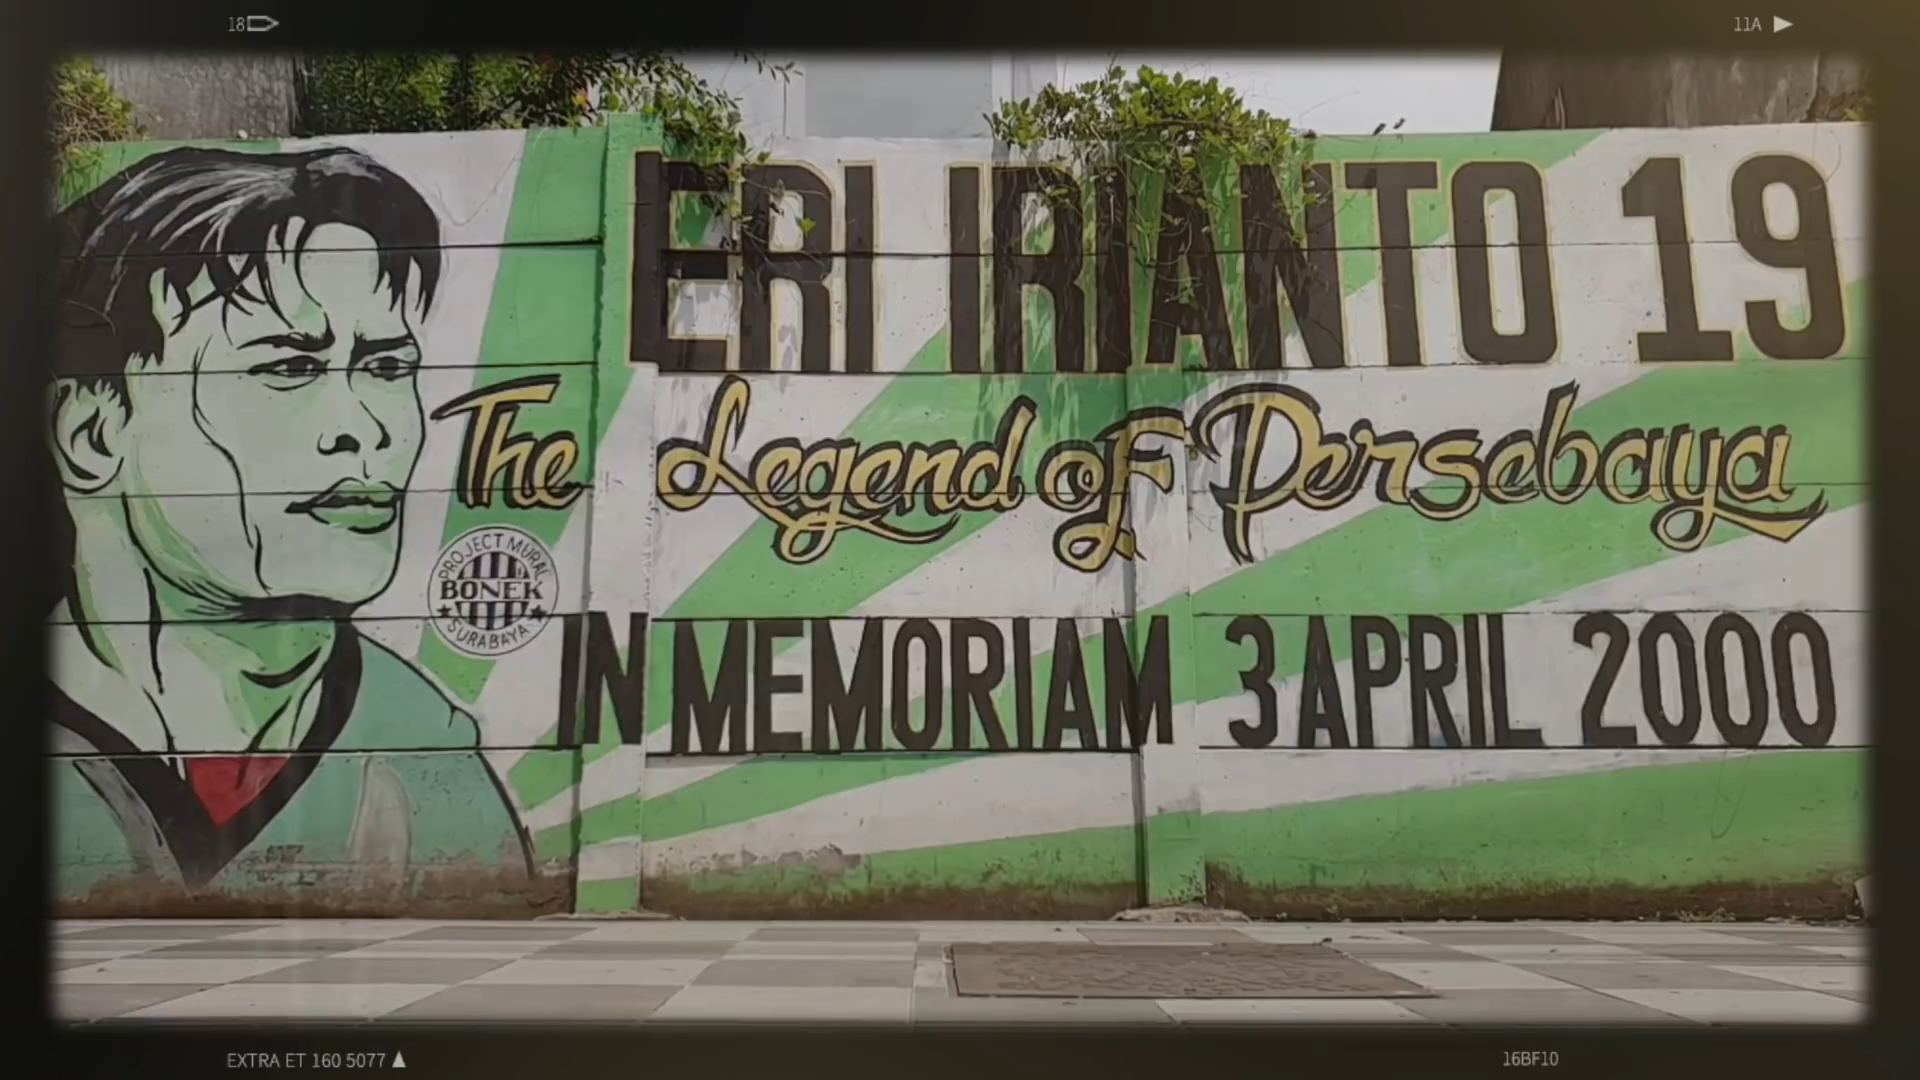 18
11A
ERI IRIANTO 19
The Legend of Persebaya
PROJECT MURAL
BONEK
SURABAYA
IN MEMORIAM 3 APRIL 2000
EXTRA ET 160 5077
16BF10